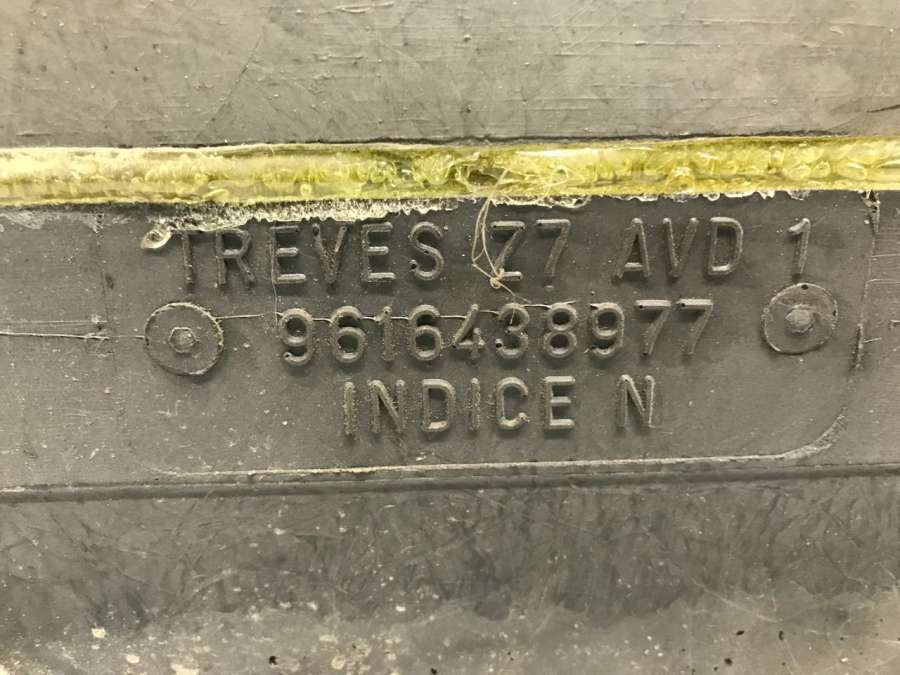 TREVES Z7 AVD 1
9616438977
INDICE N